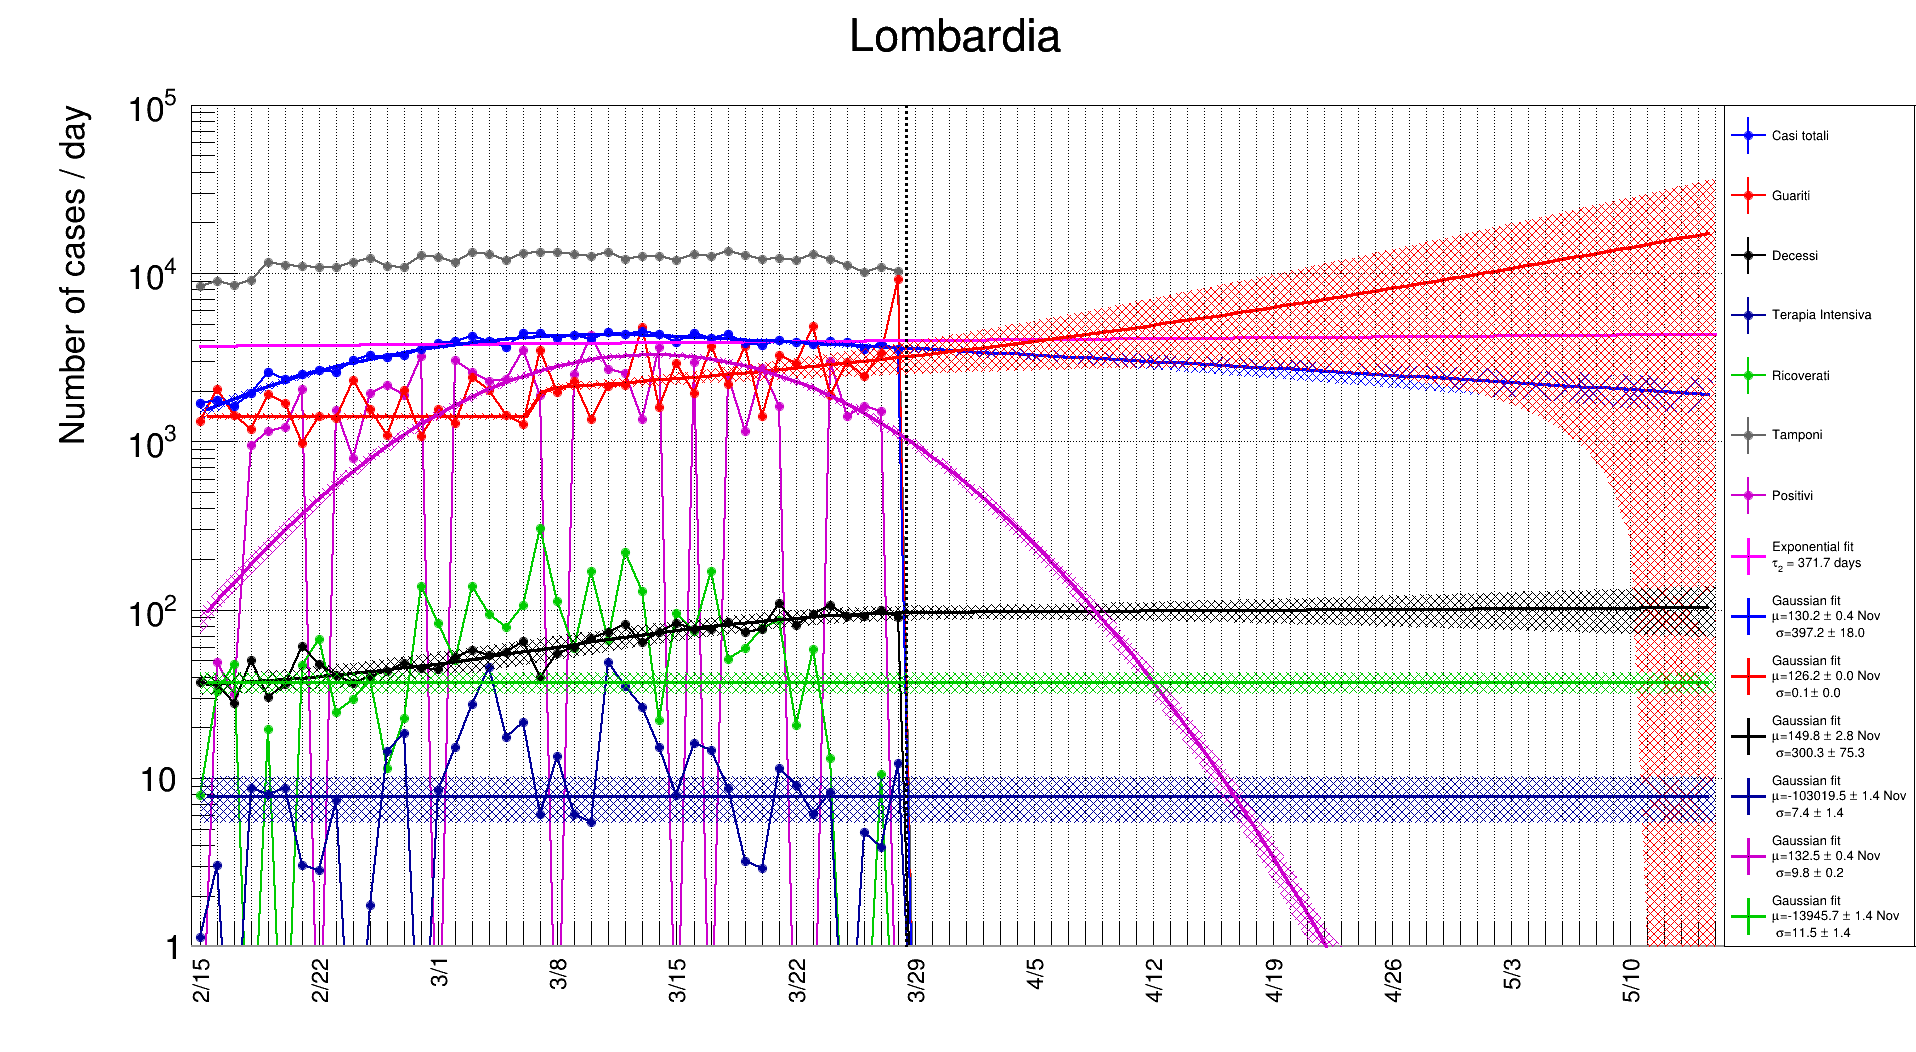 Lombardia
Number of cases / day
10^5
10^4
10^3
10^2
10
1
2/15
2/22
3/1
3/8
3/15
3/22
3/29
4/5
4/12
4/19
4/26
5/3
5/10
Casi totali
Guariti
Decessi
Terapia Intensiva
Ricoverati
Tamponi
Positivi
Exponential fit
τ₂ = 371.7 days
Gaussian fit
μ=130.2 ± 0.4 Nov
σ=397.2 ± 18.0
Gaussian fit
μ=126.2 ± 0.0 Nov
σ=0.1 ± 0.0
Gaussian fit
μ=149.8 ± 2.8 Nov
σ=300.3 ± 75.3
Gaussian fit
μ=-103019.5 ± 1.4 Nov
σ=7.4 ± 1.4
Gaussian fit
μ=132.5 ± 0.4 Nov
σ=9.8 ± 0.2
Gaussian fit
μ=-13945.7 ± 1.4 Nov
σ=11.5 ± 1.4